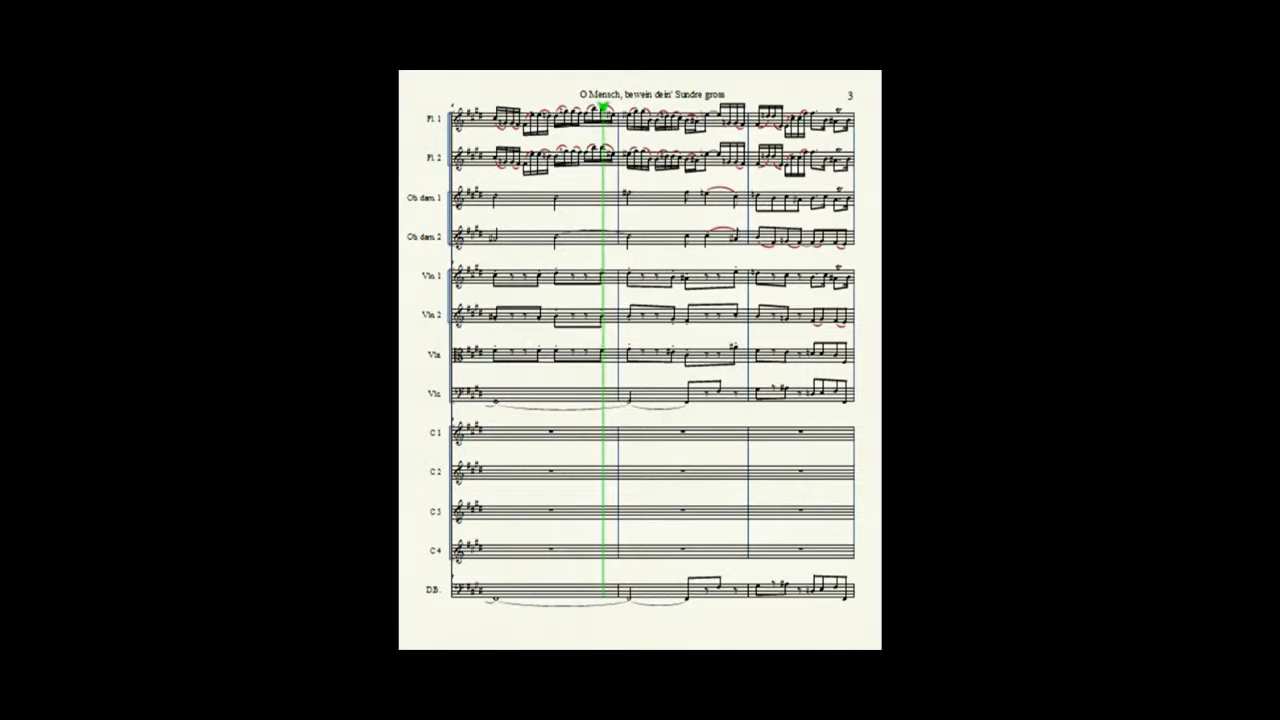 O Mensch, bewein dein' Sundre gross
3
Fl. 1
Fl. 2
Ob. dam. 1
Ob. dam. 2
Vln. 1
Vln. 2
Vla.
Vlc.
C 1
C 2
C 3
C 4
D.B.